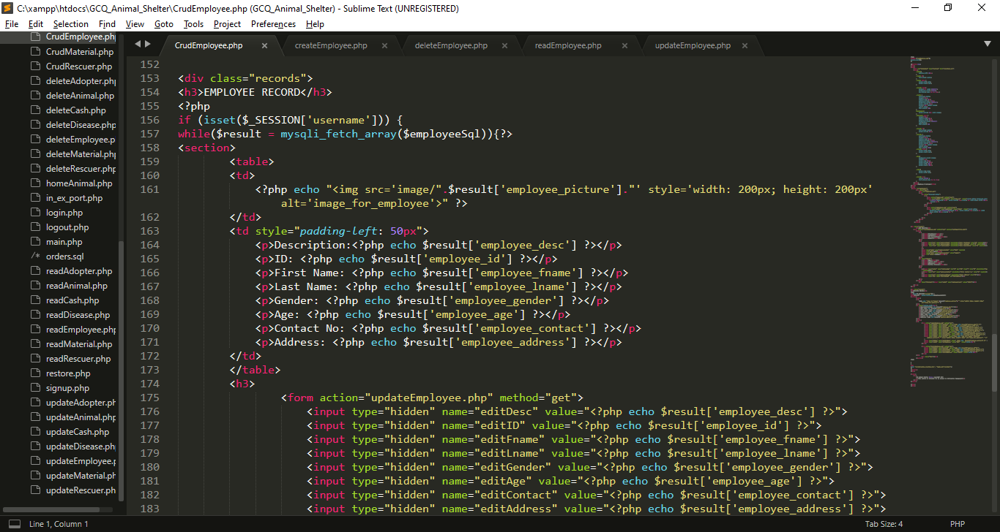 C:\xampp\htdocs\GCQ_Animal_Shelter\CrudEmployee.php (GCQ_Animal_Shelter) - Sublime Text (UNREGISTERED)
File Edit Selection Find View Goto Tools Project Preferences Help
CrudEmployee.ph
CrudMaterial.php
CrudRescuer.php
deleteAdopter.php
deleteAnimal.php
deleteCash.php
deleteDisease.php
deleteEmployee.p
deleteMaterial.php
deleteRescuer.php
homeAnimal.php
in_ex_port.php
login.php
logout.php
main.php
/* orders.sql
readAdopter.php
readAnimal.php
readCash.php
readDisease.php
readEmployee.php
readMaterial.php
readRescuer.php
restore.php
signup.php
updateAdopter.ph
updateAnimal.php
updateCash.php
updateDisease.ph
updateEmployee.p
updateMaterial.ph
updateRescuer.ph
CrudEmployee.php createEmployee.php deleteEmployee.php readEmployee.php updateEmployee.php
152
153 <div class="records">
154 <h3>EMPLOYEE RECORD</h3>
155 <?php
156 if (isset($_SESSION['username'])) {
157 while($result = mysqli_fetch_array($employeeSql)){?>
158 <section>
159 <table>
160 <td>
161 <?php echo "<img src='image/".$result['employee_picture']."' style='width: 200px; height: 200px'
alt='image_for_employee'>" ?>
162 </td>
163 <td style="padding-left: 50px">
164 <p>Description:<?php echo $result['employee_desc'] ?></p>
165 <p>ID: <?php echo $result['employee_id'] ?></p>
166 <p>First Name: <?php echo $result['employee_fname'] ?></p>
167 <p>Last Name: <?php echo $result['employee_lname'] ?></p>
168 <p>Gender: <?php echo $result['employee_gender'] ?></p>
169 <p>Age: <?php echo $result['employee_age'] ?></p>
170 <p>Contact No: <?php echo $result['employee_contact'] ?></p>
171 <p>Address: <?php echo $result['employee_address'] ?></p>
172 </td>
173 </table>
174 <h3>
175 <form action="updateEmployee.php" method="get">
176 <input type="hidden" name="editDesc" value="<?php echo $result['employee_desc'] ?>">
177 <input type="hidden" name="editID" value="<?php echo $result['employee_id'] ?>">
178 <input type="hidden" name="editFname" value="<?php echo $result['employee_fname'] ?>">
179 <input type="hidden" name="editLname" value="<?php echo $result['employee_lname'] ?>">
180 <input type="hidden" name="editGender" value="<?php echo $result['employee_gender'] ?>">
181 <input type="hidden" name="editAge" value="<?php echo $result['employee_age'] ?>">
182 <input type="hidden" name="editContact" value="<?php echo $result['employee_contact'] ?>">
183 <input type="hidden" name="editAddress" value="<?php echo $result['employee_address'] ?>">
Line 1, Column 1 Tab Size: 4 PHP